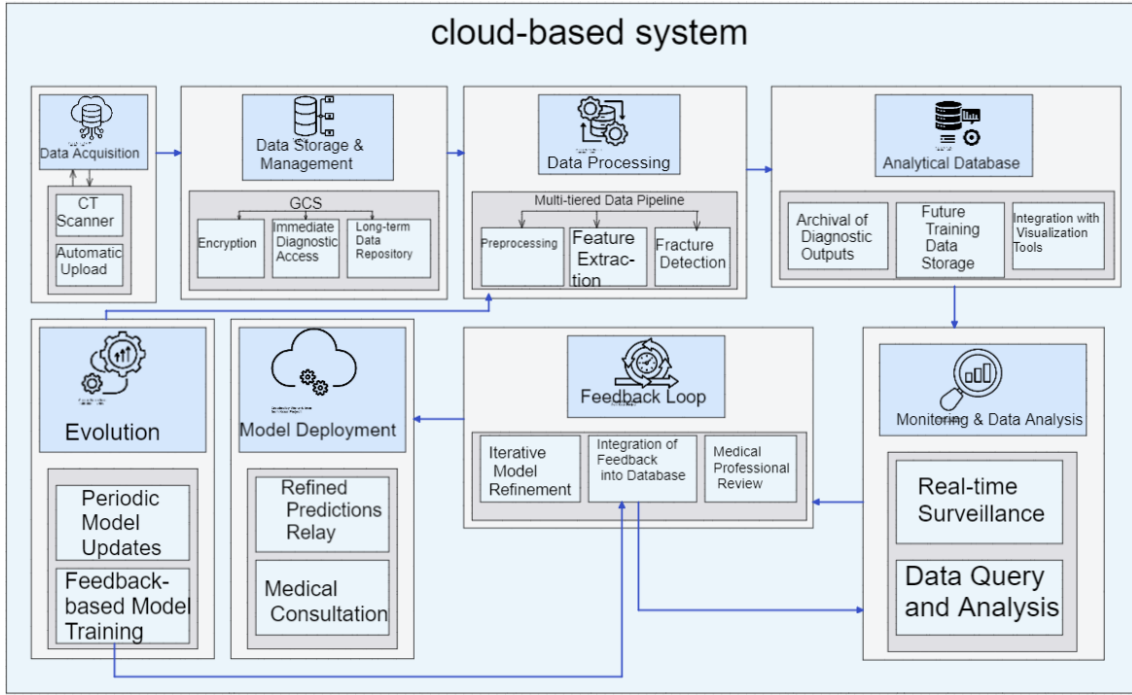 cloud-based system
Data Acquisition
CT
Scanner
Automatic
Upload
Data Storage &
Management
GCS
Encryption
Immediate
Diagnostic
Access
Long-term
Data
Repository
Data Processing
Multi-tiered Data Pipeline
Preprocessing
Feature
Extrac-
tion
Fracture
Detection
Analytical Database
Archival of
Diagnostic
Outputs
Future
Training
Data
Storage
Integration with
Visualization
Tools
Evolution
Periodic
Model
Updates
Feedback-
based Model
Training
Model Deployment
Refined
Predictions
Relay
Medical
Consultation
Feedback Loop
Iterative
Model
Refinement
Integration of
Feedback
into Database
Medical
Professional
Review
Monitoring & Data Analysis
Real-time
Surveillance
Data Query
and Analysis